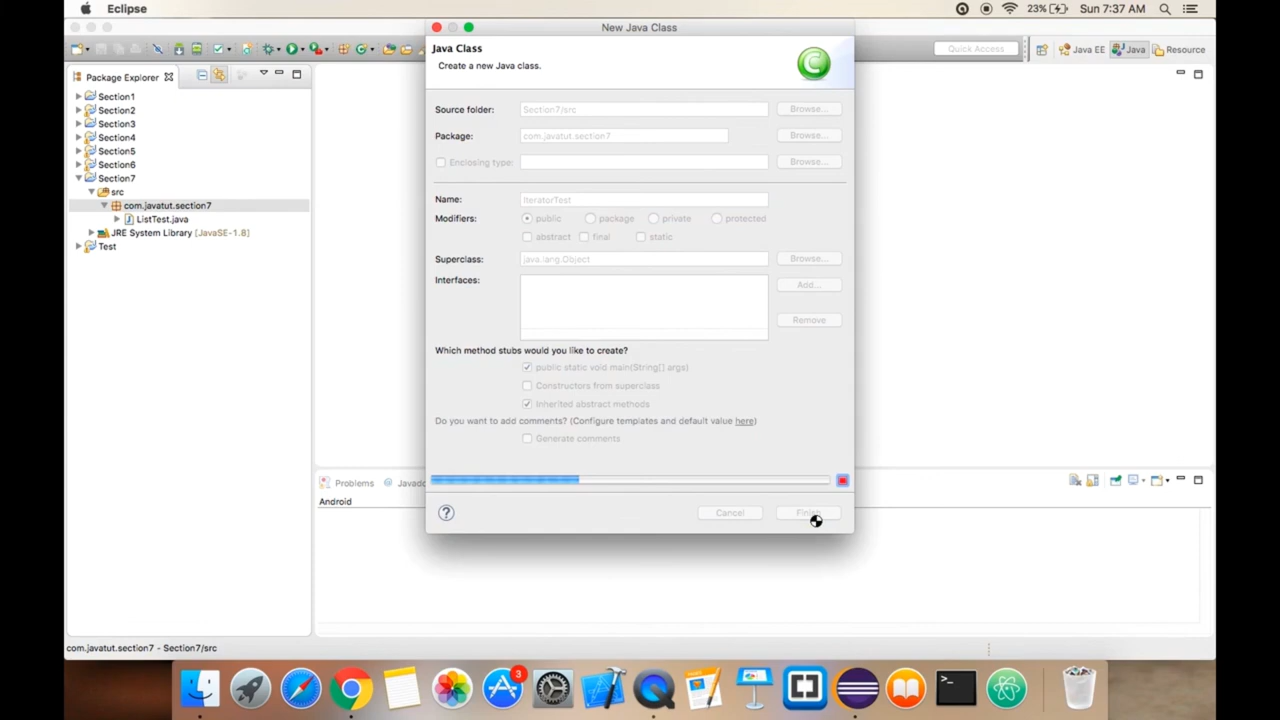 Eclipse
23%
Sun 7:37 AM
New Java Class
Java Class
Create a new Java class.
C
Quick Access
Java EE
Java
Resource
Package Explorer
Section1
Section2
Section3
Section4
Section5
Section6
Section7
src
com.javatut.section7
ListTest.java
JRE System Library [JavaSE-1.8]
Test
Source folder:
Section7/src
Browse...
Package:
com.javatut.section7
Browse...
Enclosing type:
Browse...
Name:
IteratorTest
Modifiers:
public
package
private
protected
abstract
final
static
Superclass:
java.lang.Object
Browse...
Interfaces:
Add...
Remove
Which method stubs would you like to create?
public static void main(String[] args)
Constructors from superclass
Inherited abstract methods
Do you want to add comments? (Configure templates and default value here)
Generate comments
Problems
Javado
Android
?
Cancel
Finish
com.javatut.section7 - Section7/src
3
>_